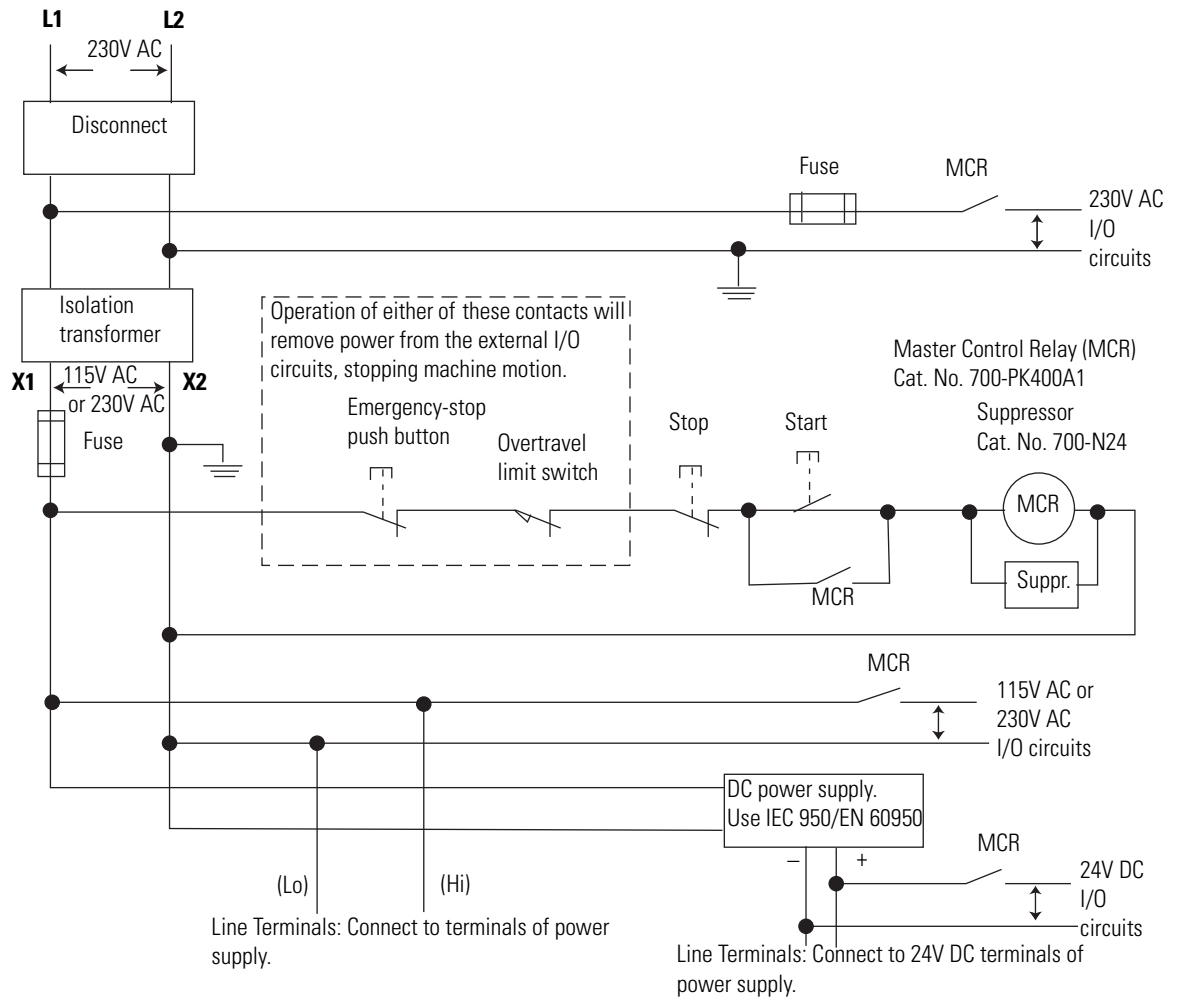 L1
L2
230V AC
Disconnect
Fuse
MCR
230V AC
I/O
circuits
Isolation
transformer
Operation of either of these contacts will
remove power from the external I/O
circuits, stopping machine motion.
X1
115V AC
or 230V AC
X2
Fuse
Emergency-stop
push button
Overtravel
limit switch
Stop
Start
Master Control Relay (MCR)
Cat. No. 700-PK400A1
Suppressor
Cat. No. 700-N24
MCR
Suppr.
MCR
MCR
115V AC or
230V AC
I/O circuits
DC power supply.
Use IEC 950/EN 60950
– +
MCR
24V DC
I/O
circuits
(Lo)
(Hi)
Line Terminals: Connect to terminals of power
supply.
Line Terminals: Connect to 24V DC terminals of
power supply.